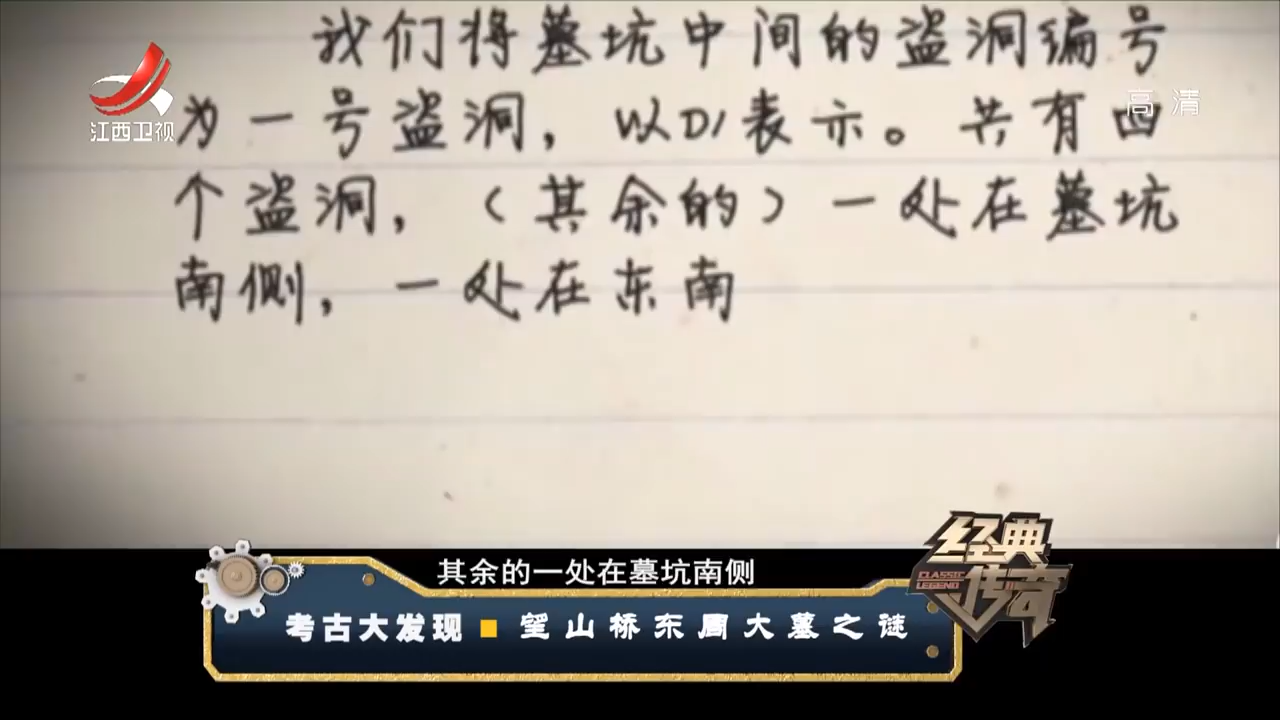 我们将墓坑中间的盗洞编号
江西卫视
高清
为一号盗洞，以D1表示。共有四
个盗洞，（其余的）一处在墓坑
南侧，一处在东南
其余的一处在墓坑南侧
经典传奇
CLASSIC LEGEND
考古大发现 望山桥东周大墓之谜